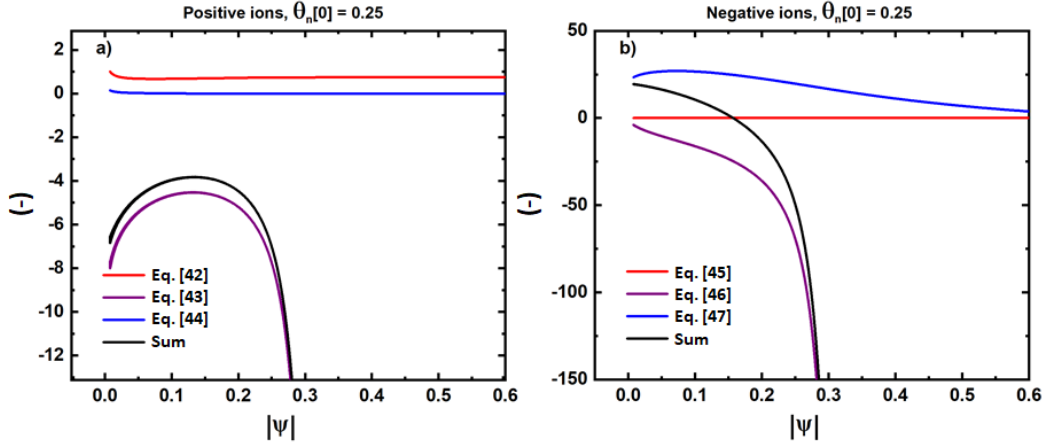 Positive ions, θn[0] = 0.25
a)
2
0
-2
-4
-6
-8
-10
-12
(-)
Eq. [42]
Eq. [43]
Eq. [44]
Sum
0.0 0.1 0.2 0.3 0.4 0.5 0.6
|ψ|
Negative ions, θn[0] = 0.25
b)
50
0
-50
-100
-150
(-)
Eq. [45]
Eq. [46]
Eq. [47]
Sum
0.0 0.1 0.2 0.3 0.4 0.5 0.6
|ψ|